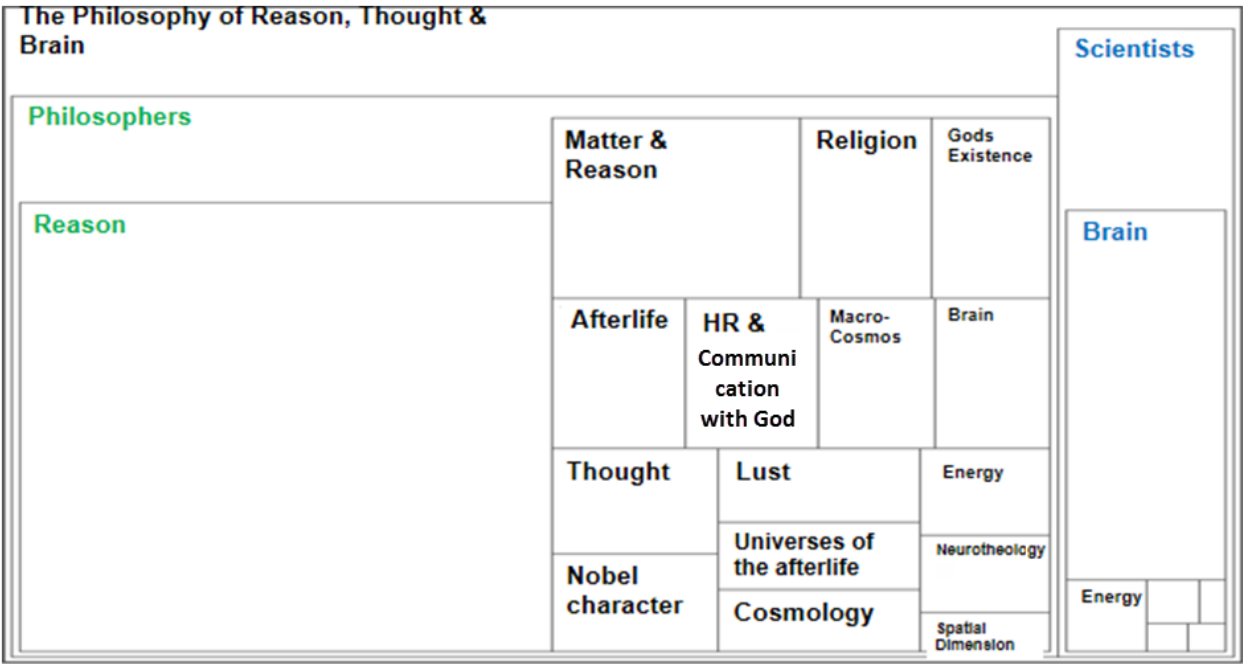 The Philosophy of Reason, Thought &
Brain
Scientists
Philosophers
Matter &
Reason
Religion
Gods
Existence
Reason
Brain
Afterlife
HR &
Communi
cation
with God
Macro-
Cosmos
Brain
Thought
Lust
Energy
Universes of
the afterlife
Neurotheology
Nobel
character
Cosmology
Energy
Spatial
Dimension